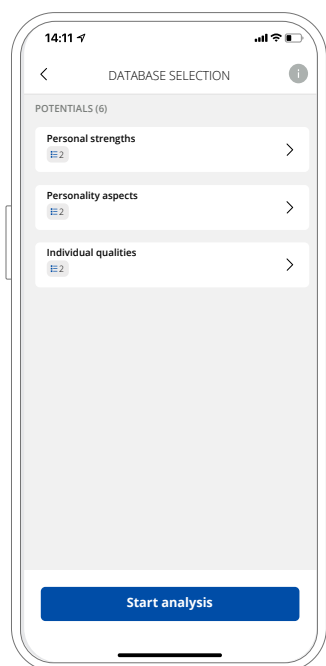 14:11
DATABASE SELECTION
i
POTENTIALS (6)
Personal strengths
2
Personality aspects
2
Individual qualities
2
Start analysis